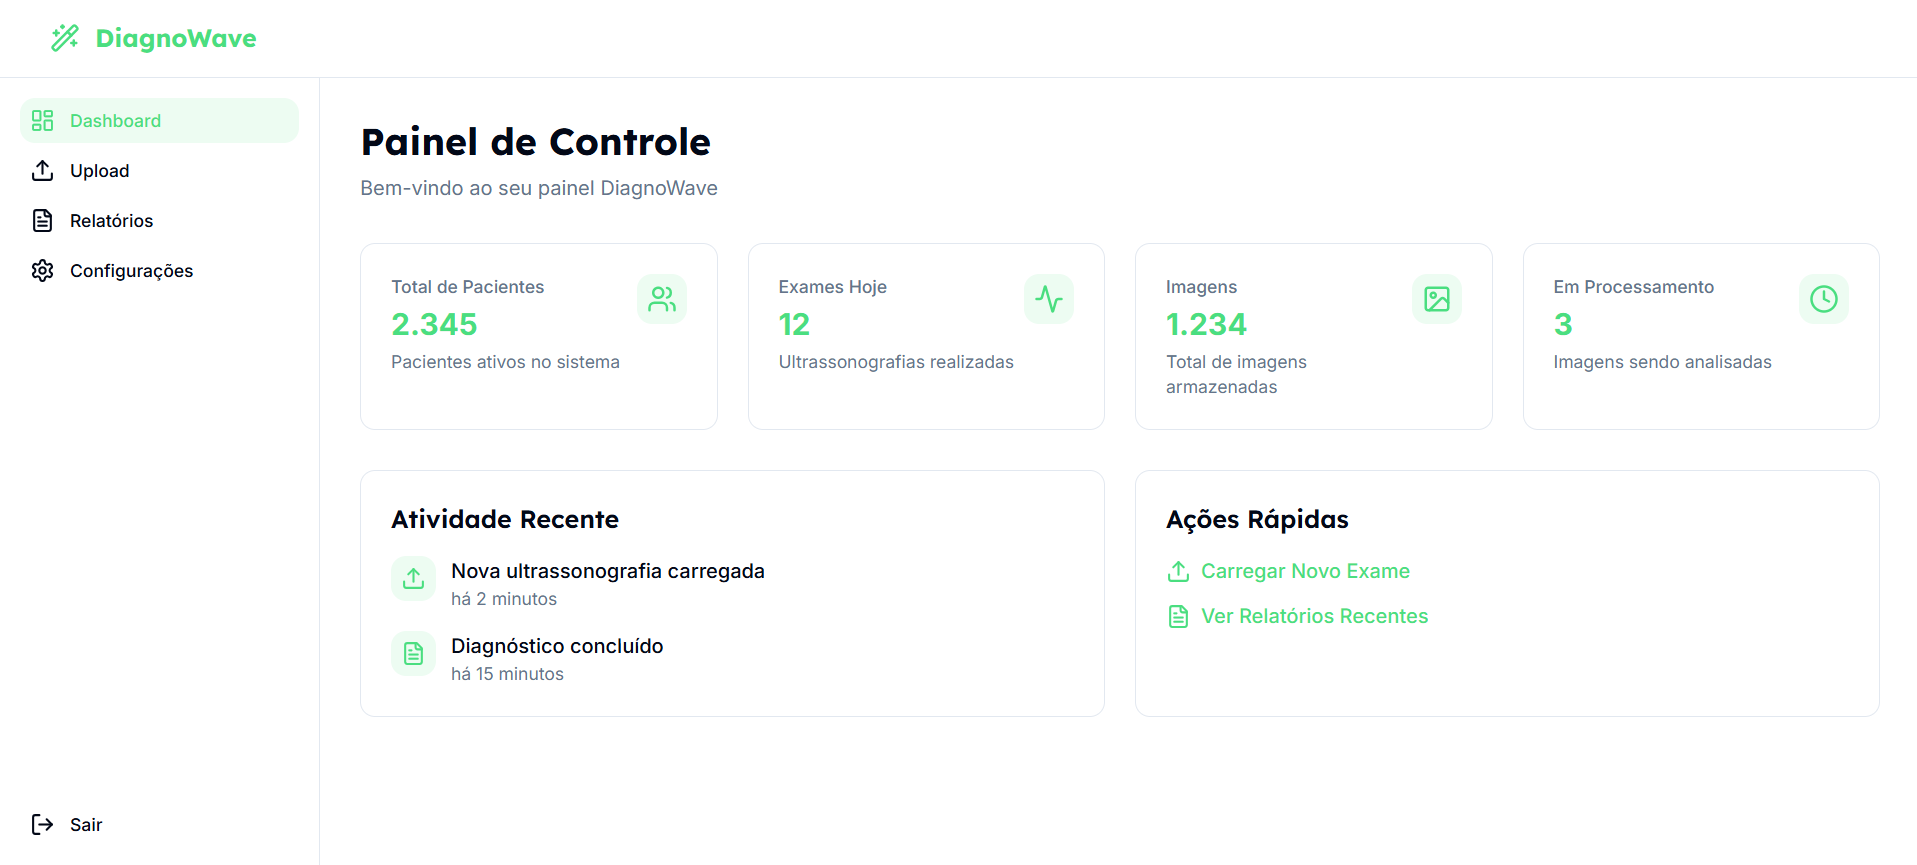 DiagnoWave
Dashboard
Upload
Relatórios
Configurações
Sair
Painel de Controle
Bem-vindo ao seu painel DiagnoWave
Total de Pacientes
2.345
Pacientes ativos no sistema
Exames Hoje
12
Ultrassonografias realizadas
Imagens
1.234
Total de imagens
armazenadas
Em Processamento
3
Imagens sendo analisadas
Atividade Recente
Nova ultrassonografia carregada
há 2 minutos
Diagnóstico concluído
há 15 minutos
Ações Rápidas
Carregar Novo Exame
Ver Relatórios Recentes